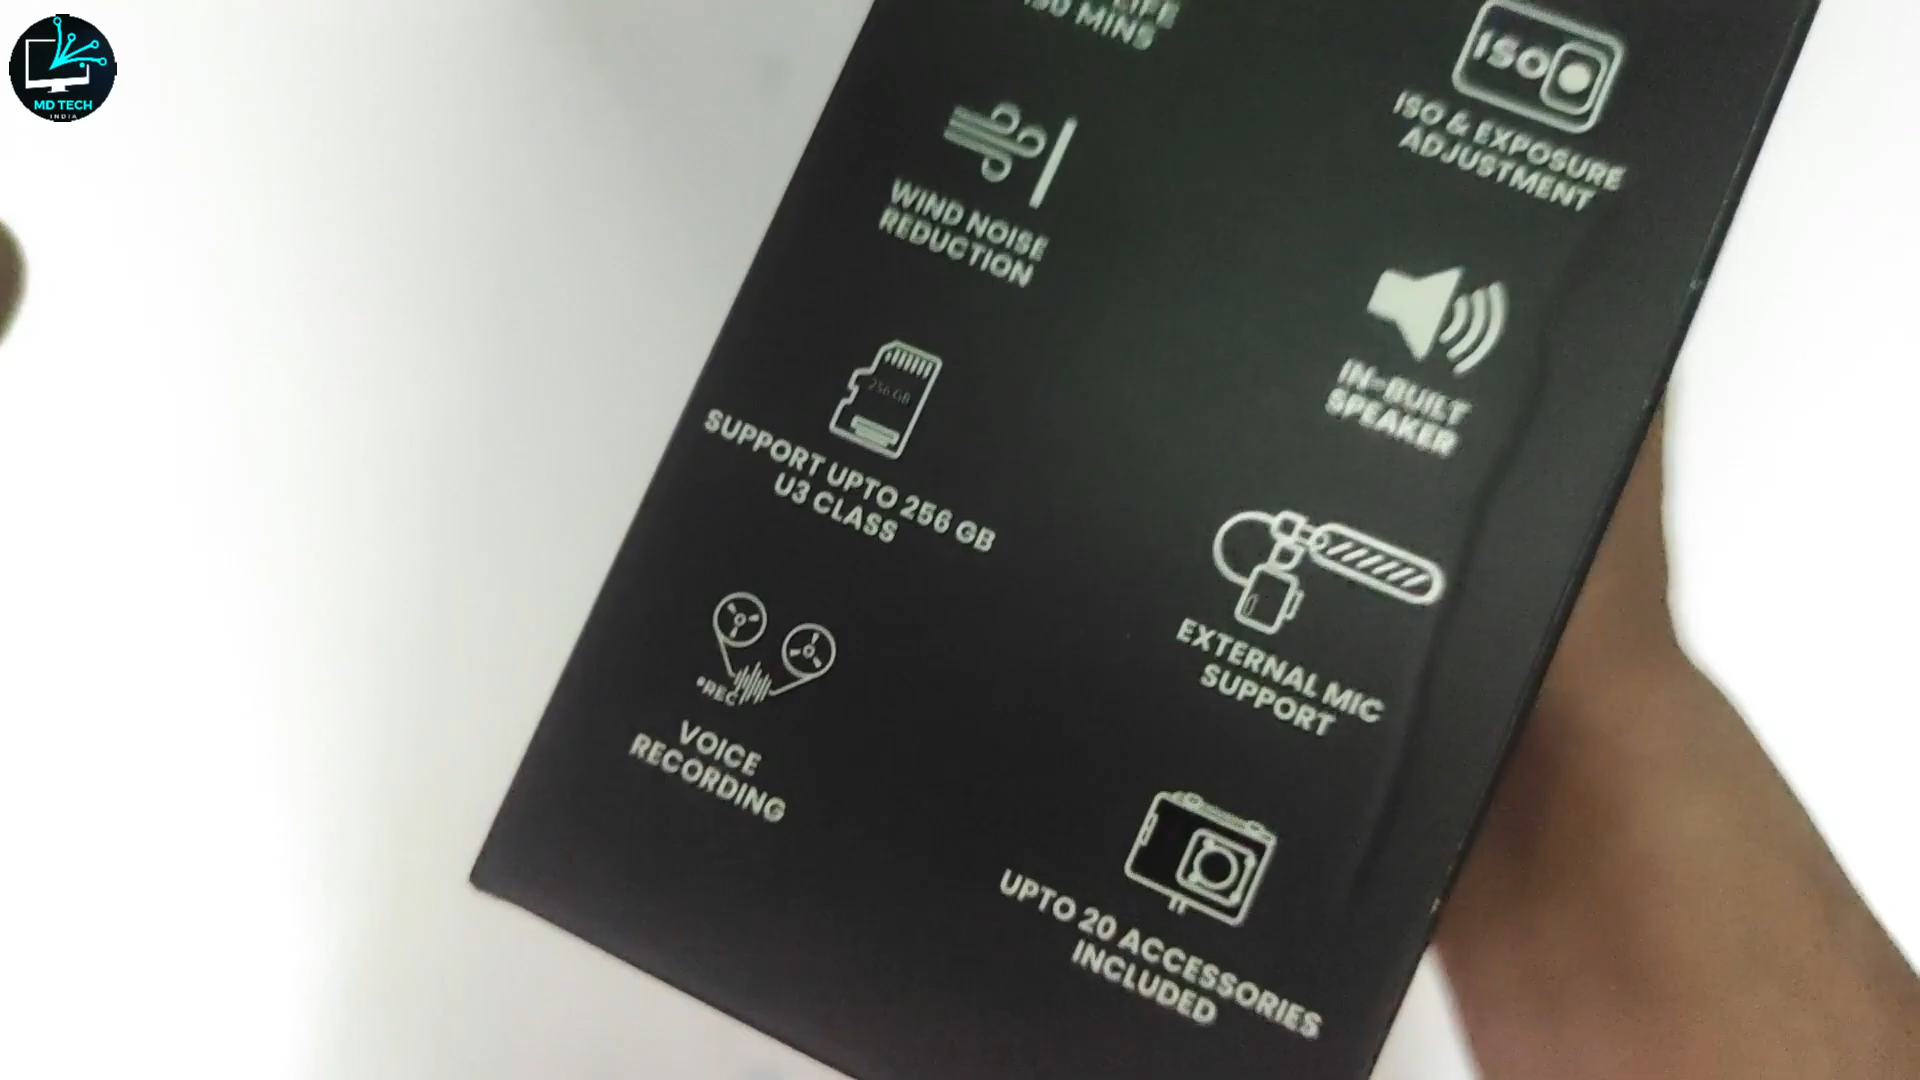 MD TECH
INDIA
MINS
ISO
ISO & EXPOSURE
ADJUSTMENT
WIND NOISE
REDUCTION
IN-BUILT
SPEAKER
256 GB
SUPPORT UPTO 256 GB
U3 CLASS
EXTERNAL MIC
SUPPORT
REC
VOICE
RECORDING
UPTO 20 ACCESSORIES
INCLUDED